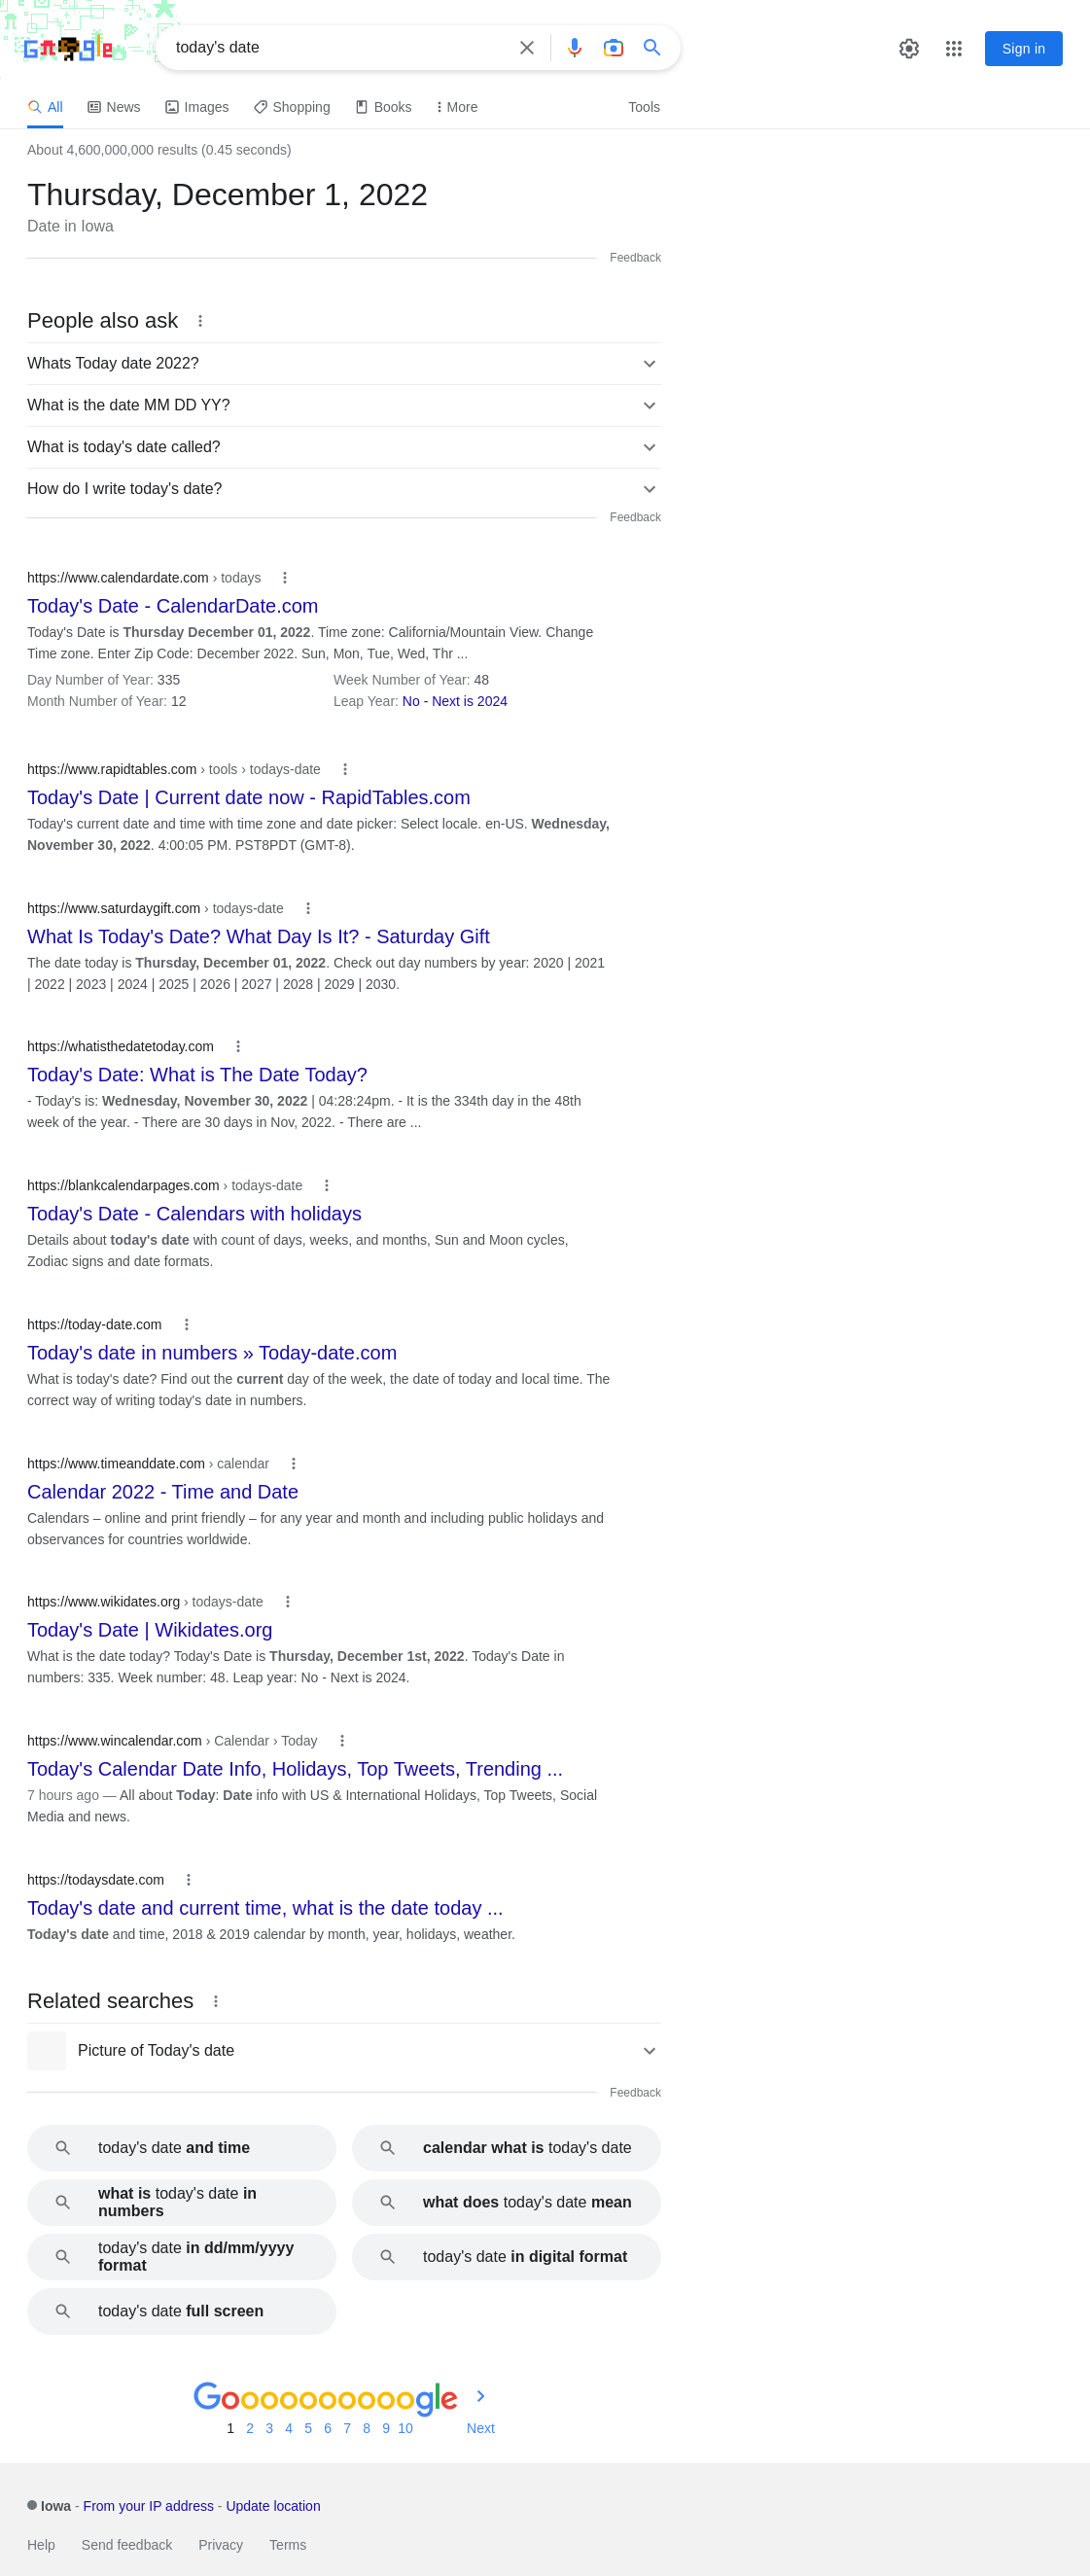 Google
today's date
Sign in
All
News
Images
Shopping
Books
More
Tools
About 4,600,000,000 results (0.45 seconds)
Thursday, December 1, 2022
Date in Iowa
Feedback
People also ask
Whats Today date 2022?
What is the date MM DD YY?
What is today's date called?
How do I write today's date?
Feedback
https://www.calendardate.com › todays
Today's Date - CalendarDate.com
Today's Date is Thursday December 01, 2022. Time zone: California/Mountain View. Change
Time zone. Enter Zip Code: December 2022. Sun, Mon, Tue, Wed, Thr ...
Day Number of Year: 335 Week Number of Year: 48
Month Number of Year: 12 Leap Year: No - Next is 2024
https://www.rapidtables.com › tools › todays-date
Today's Date | Current date now - RapidTables.com
Today's current date and time with time zone and date picker: Select locale. en-US. Wednesday,
November 30, 2022. 4:00:05 PM. PST8PDT (GMT-8).
https://www.saturdaygift.com › todays-date
What Is Today's Date? What Day Is It? - Saturday Gift
The date today is Thursday, December 01, 2022. Check out day numbers by year: 2020 | 2021
| 2022 | 2023 | 2024 | 2025 | 2026 | 2027 | 2028 | 2029 | 2030.
https://whatisthedatetoday.com
Today's Date: What is The Date Today?
- Today's is: Wednesday, November 30, 2022 | 04:28:24pm. - It is the 334th day in the 48th
week of the year. - There are 30 days in Nov, 2022. - There are ...
https://blankcalendarpages.com › todays-date
Today's Date - Calendars with holidays
Details about today's date with count of days, weeks, and months, Sun and Moon cycles,
Zodiac signs and date formats.
https://today-date.com
Today's date in numbers » Today-date.com
What is today's date? Find out the current day of the week, the date of today and local time. The
correct way of writing today's date in numbers.
https://www.timeanddate.com › calendar
Calendar 2022 - Time and Date
Calendars – online and print friendly – for any year and month and including public holidays and
observances for countries worldwide.
https://www.wikidates.org › todays-date
Today's Date | Wikidates.org
What is the date today? Today's Date is Thursday, December 1st, 2022. Today's Date in
numbers: 335. Week number: 48. Leap year: No - Next is 2024.
https://www.wincalendar.com › Calendar › Today
Today's Calendar Date Info, Holidays, Top Tweets, Trending ...
7 hours ago — All about Today: Date info with US & International Holidays, Top Tweets, Social
Media and news.
https://todaysdate.com
Today's date and current time, what is the date today ...
Today's date and time, 2018 & 2019 calendar by month, year, holidays, weather.
Related searches
Picture of Today's date
Feedback
today's date and time
calendar what is today's date
what is today's date in
numbers
what does today's date mean
today's date in dd/mm/yyyy
format
today's date in digital format
today's date full screen
Goooooooooogle
1 2 3 4 5 6 7 8 9 10 Next
Iowa - From your IP address - Update location
Help Send feedback Privacy Terms